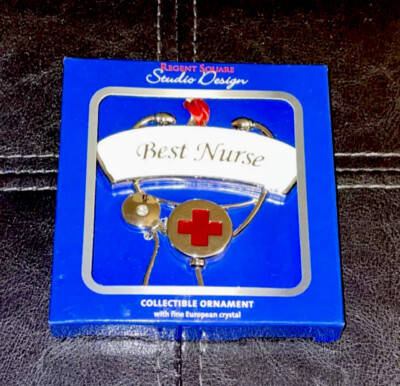 REGENT SQUARE
Studio Design
Best Nurse
COLLECTIBLE ORNAMENT
with fine European crystal